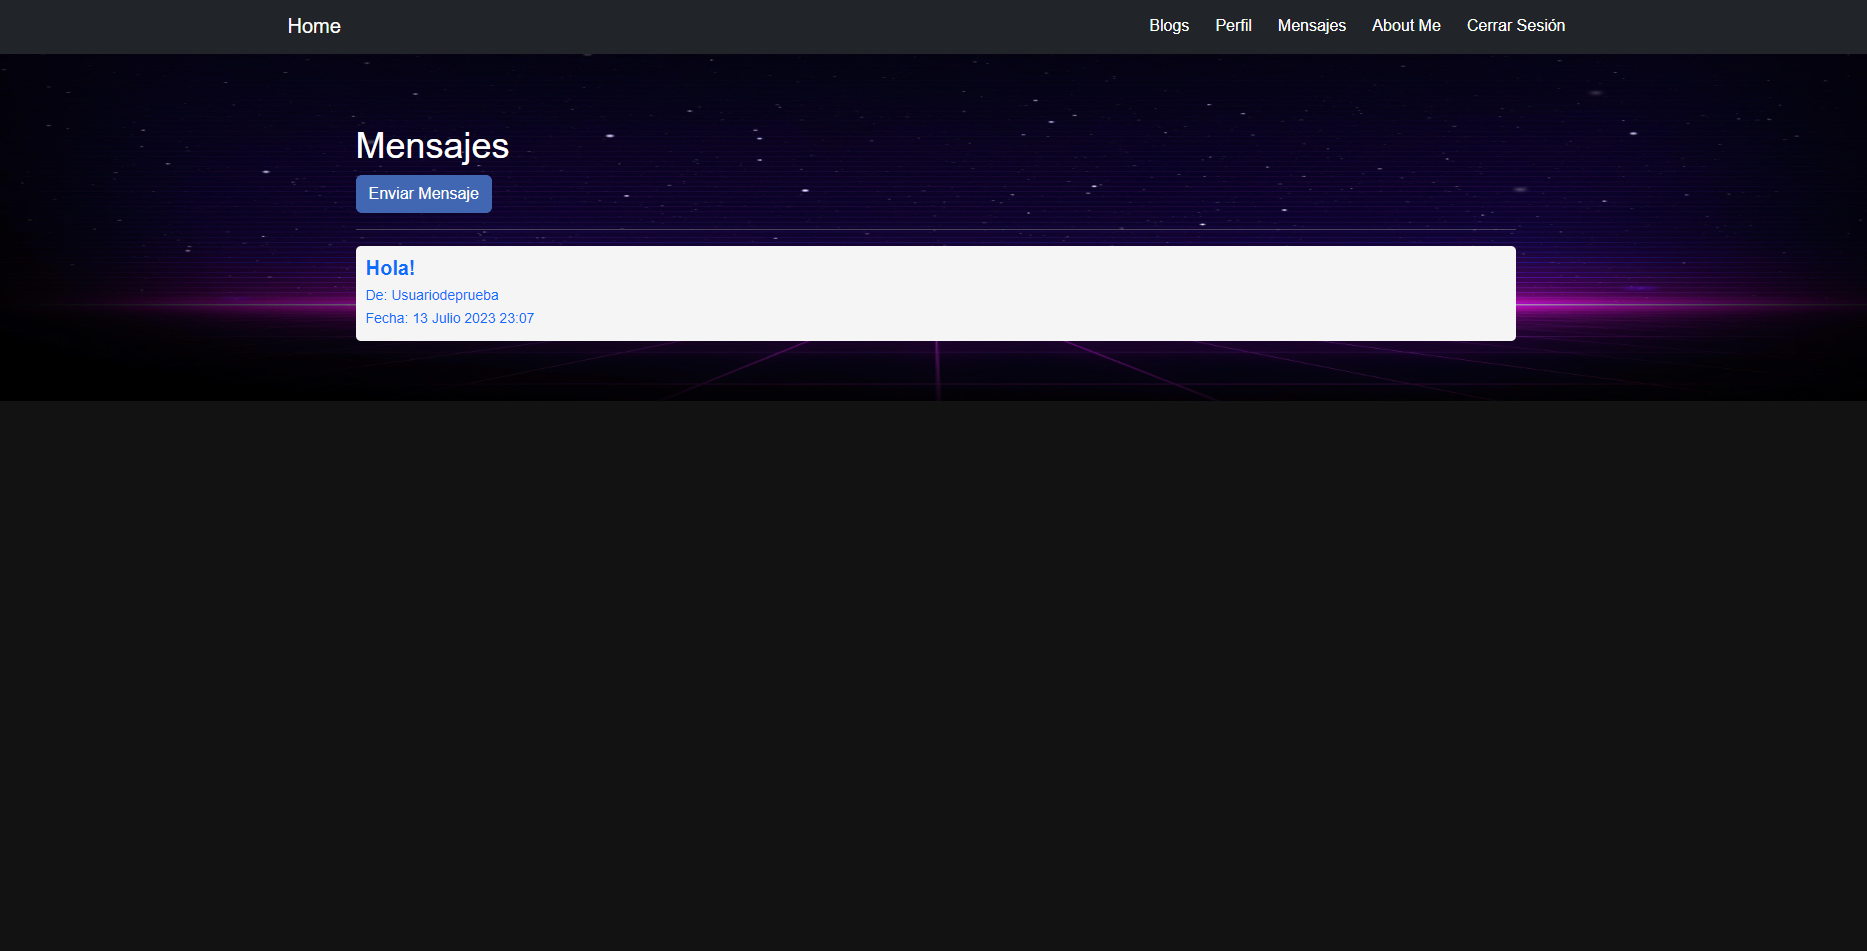 Home Blogs Perfil Mensajes About Me Cerrar Sesión
Mensajes
Enviar Mensaje
Hola!
De: Usuariodeprueba
Fecha: 13 Julio 2023 23:07